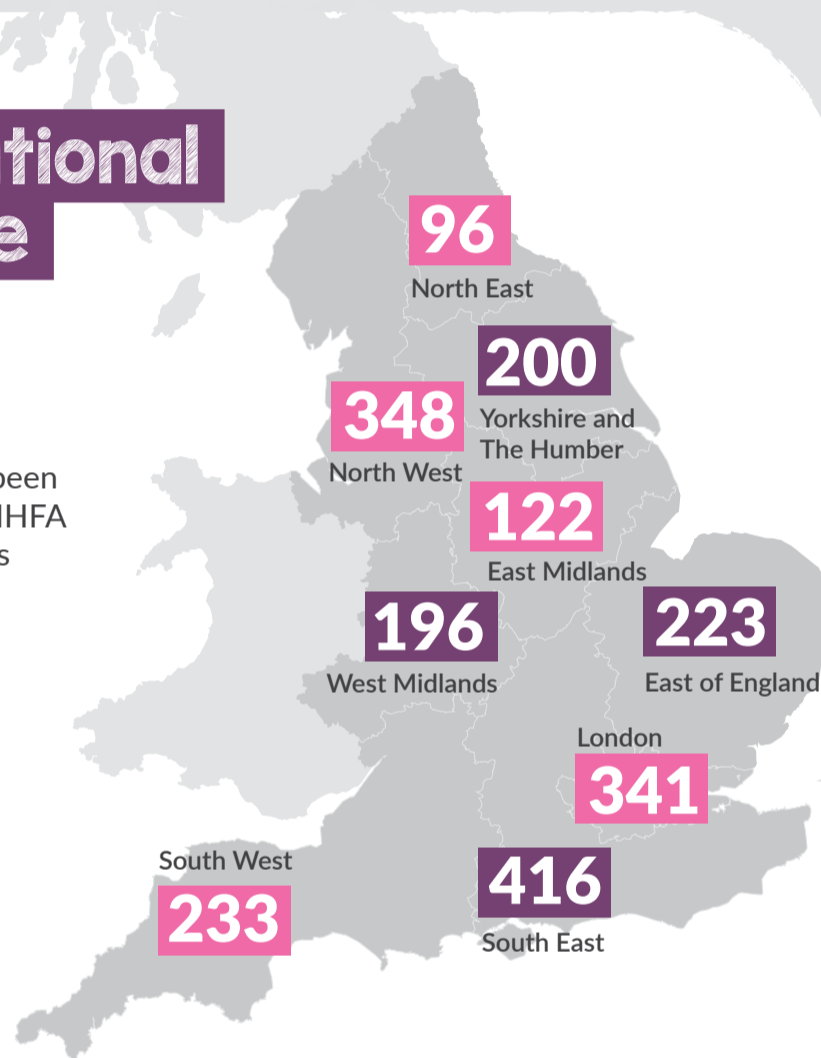 tional
e
been
HFA
s
96
North East
200
Yorkshire and
The Humber
348
North West
122
East Midlands
196
West Midlands
223
East of England
London
341
South West
233
416
South East